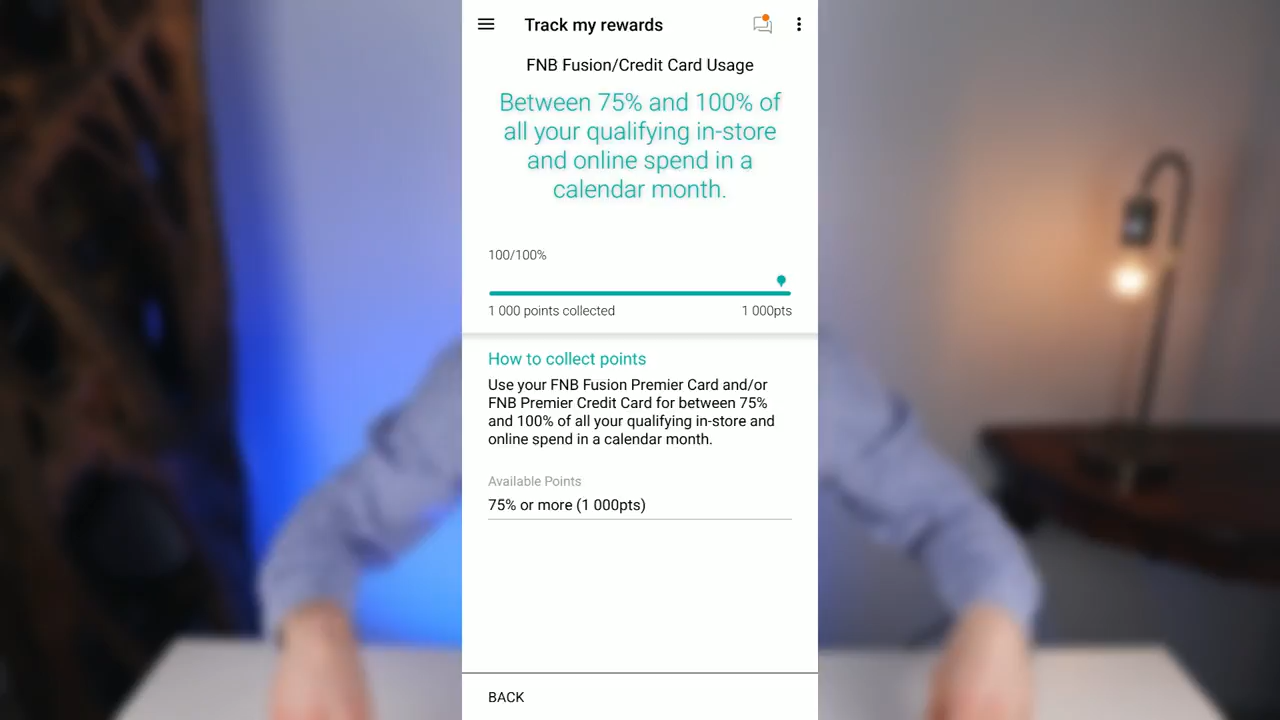 Track my rewards
FNB Fusion/Credit Card Usage
Between 75% and 100% of
all your qualifying in-store
and online spend in a
calendar month.
100/100%
1 000 points collected
1 000pts
How to collect points
Use your FNB Fusion Premier Card and/or
FNB Premier Credit Card for between 75%
and 100% of all your qualifying in-store and
online spend in a calendar month.
Available Points
75% or more (1 000pts)
BACK